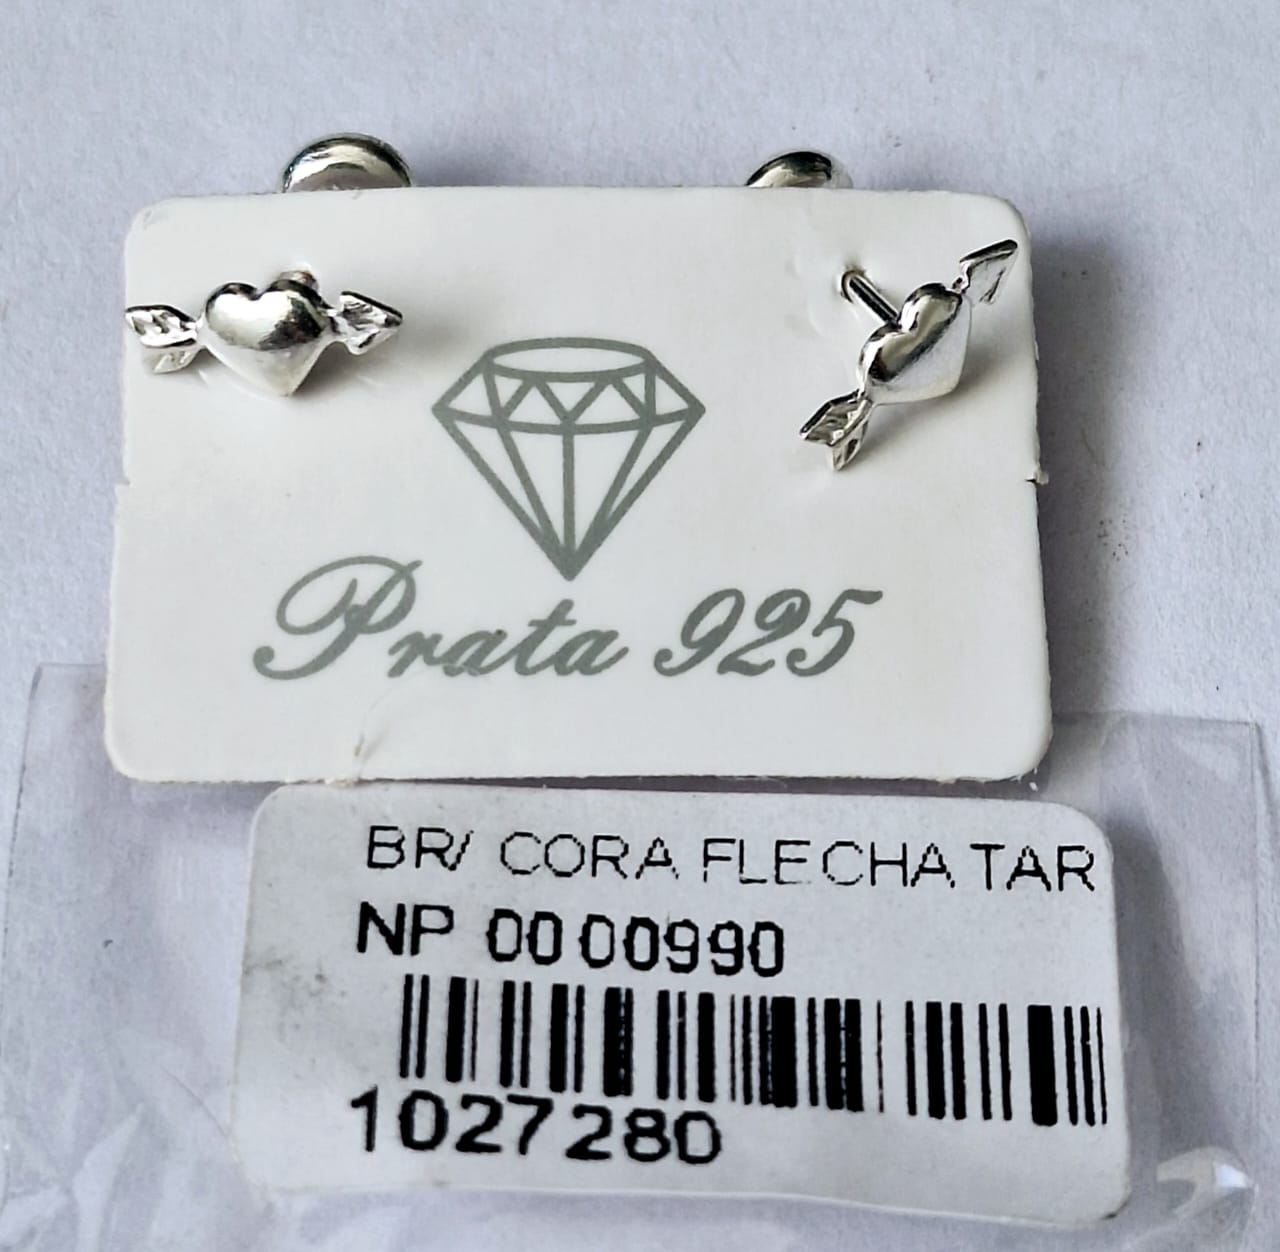 Prata 925
BR/ CORA FLECHA TAR
NP 0000990
1027280